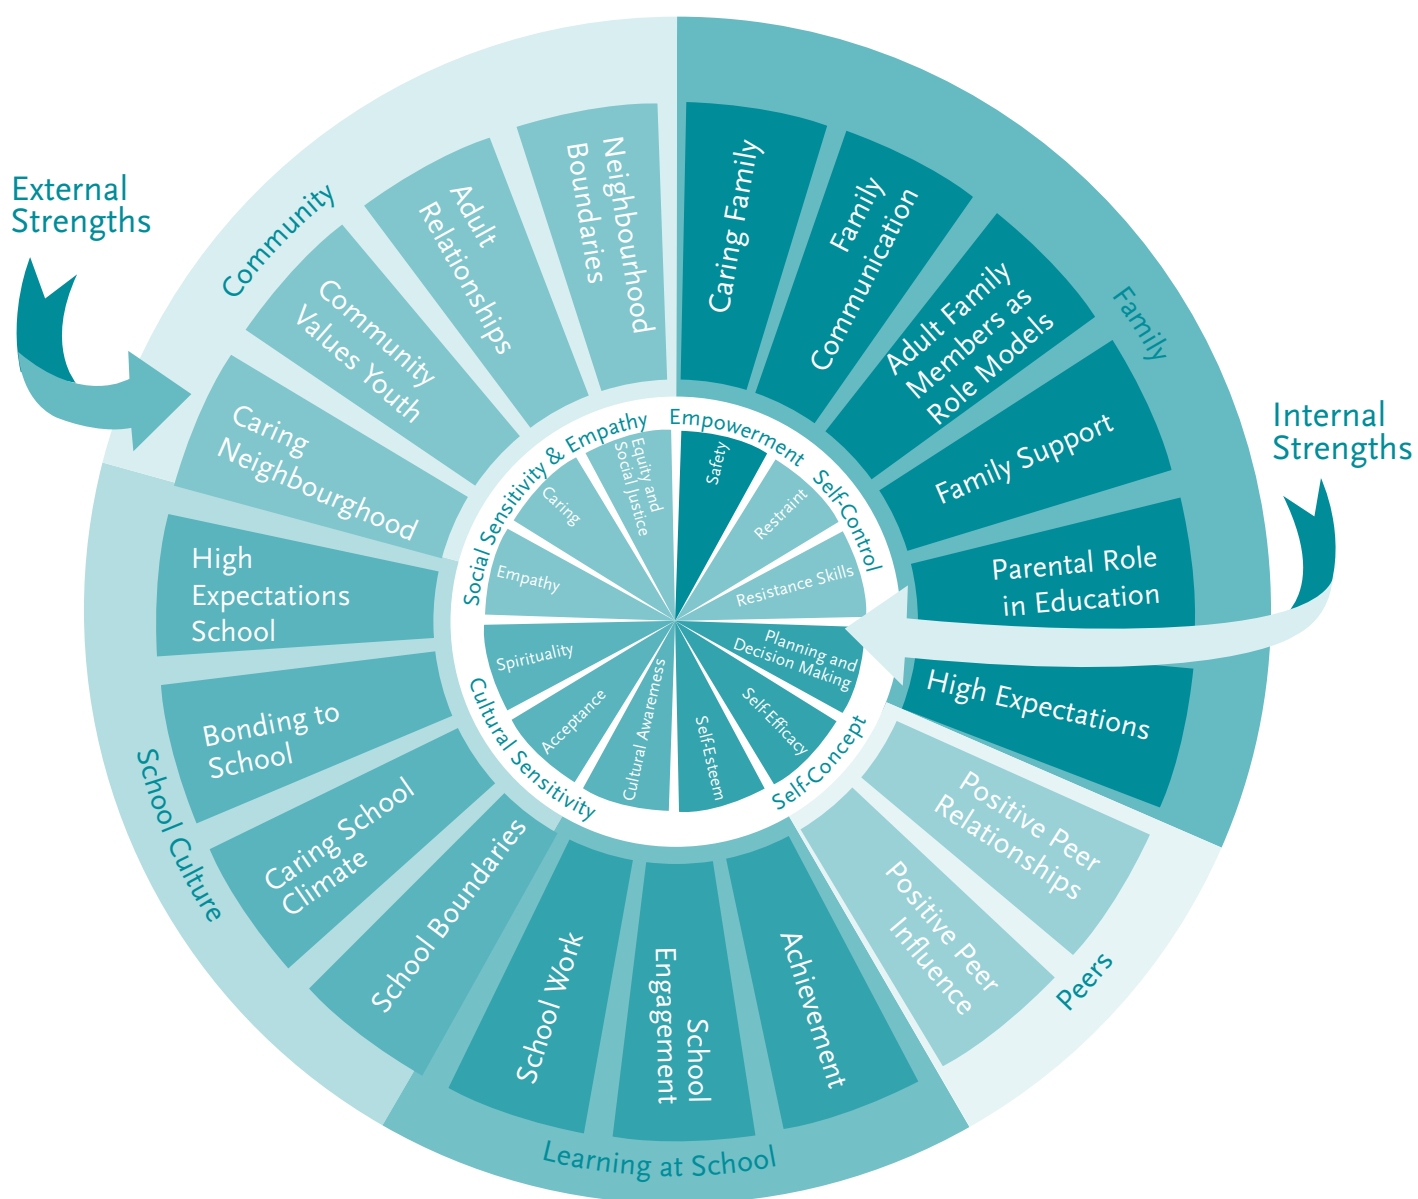 External
Strengths
Internal
Strengths
Community
Neighbourhood
Boundaries
Adult
Relationships
Community
Values Youth
Caring
Neighbourhood
Family
Caring Family
Family
Communication
Adult Family
Members as
Role Models
Family Support
Parental Role
in Education
High Expectations
Peers
Positive Peer
Relationships
Positive Peer
Influence
Learning at School
Achievement
School
Engagement
School Work
School Culture
School Boundaries
Caring School
Climate
Bonding to
School
High
Expectations
School
Empowerment
Safety
Self-Control
Restraint
Resistance Skills
Self-Concept
Planning and
Decision Making
Self-Efficacy
Self-Esteem
Cultural Sensitivity
Cultural Awareness
Acceptance
Spirituality
Social Sensitivity & Empathy
Empathy
Caring
Equity and
Social Justice